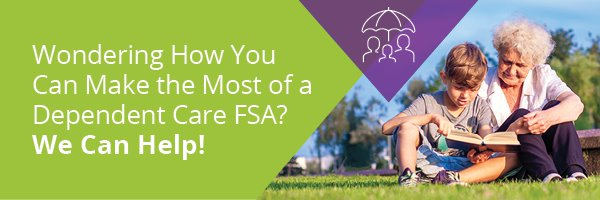 Wondering How You
Can Make the Most of a
Dependent Care FSA?
We Can Help!